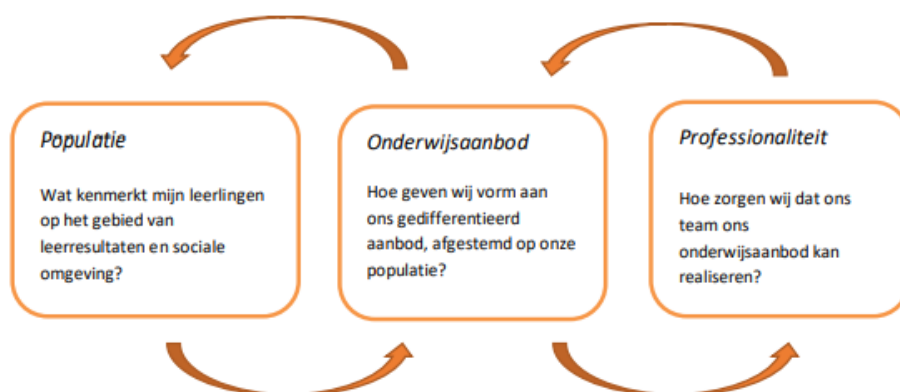 Populatie
Wat kenmerkt mijn leerlingen
op het gebied van
leerresultaten en sociale
omgeving?
Onderwijsaanbod
Hoe geven wij vorm aan
ons gedifferentieerd
aanbod, afgestemd op onze
populatie?
Professionaliteit
Hoe zorgen wij dat ons
team ons
onderwijsaanbod kan
realiseren?